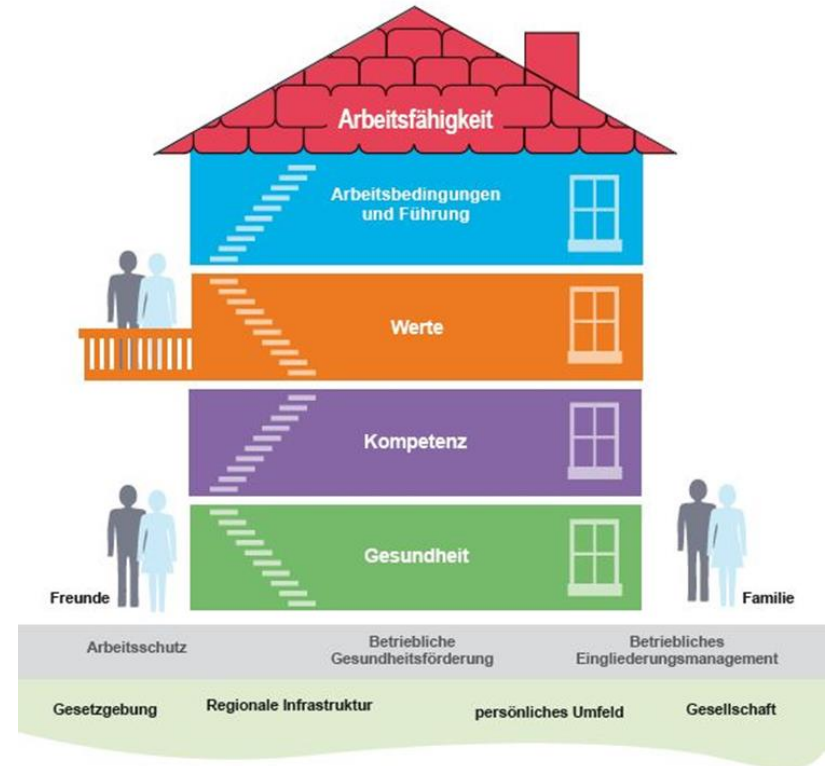 Arbeitsfähigkeit
Arbeitsbedingungen
und Führung
Werte
Kompetenz
Gesundheit
Freunde
Familie
Arbeitsschutz
Betriebliche
Gesundheitsförderung
Betriebliches
Eingliederungsmanagement
Gesetzgebung
Regionale Infrastruktur
persönliches Umfeld
Gesellschaft